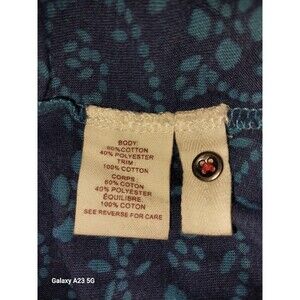 BODY:
60%COTTON
40% POLYESTER
TRIM
100% COTTON
CORPS:
60% COTON
40% POLYESTER
ÉQUILIBRE:
100% COTON
SEE REVERSE FOR CARE
Galaxy A23 5G